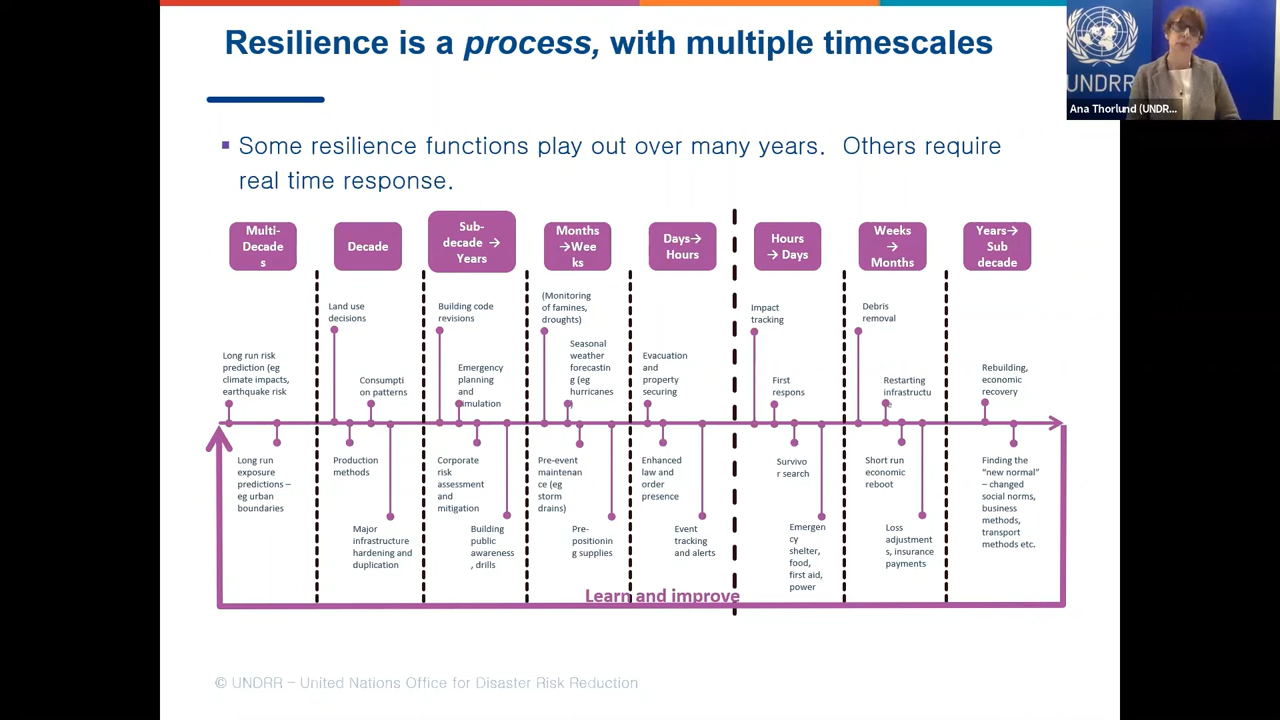 Resilience is a process, with multiple timescales
UNDRR
Ana Thorlund (UNDR...
▪ Some resilience functions play out over many years. Others require
real time response.
Multi-
Decade
s
Decade
Sub-
decade →
Years
Months
→Wee
ks
Days→
Hours
Hours
→ Days
Weeks
→
Months
Years→
Sub
decade
Long run risk
prediction (eg
climate impacts,
earthquake risk
Land use
decisions
Consumpti
on patterns
Building code
revisions
Emergency
planning
and
simulation
(Monitoring
of famines,
droughts)
Seasonal
weather
forecastin
g (eg
hurricanes
)
Evacuation
and
property
securing
Impact
tracking
First
respons
Debris
removal
Restarting
infrastructu
re
Rebuilding,
economic
recovery
Long run
exposure
predictions –
eg urban
boundaries
Production
methods
Major
infrastructure
hardening and
duplication
Corporate
risk
assessment
and
mitigation
Building
public
awareness
, drills
Pre-event
maintenan
ce (eg
storm
drains)
Pre-
positionin
g supplies
Enhanced
law and
order
presence
Event
tracking
and alerts
Survivo
r search
Emergen
cy
shelter,
food,
first aid,
power
Short run
economic
reboot
Loss
adjustment
s, insurance
payments
Finding the
“new normal”
– changed
social norms,
business
methods,
transport
methods etc.
Learn and improve
© UNDRR – United Nations Office for Disaster Risk Reduction